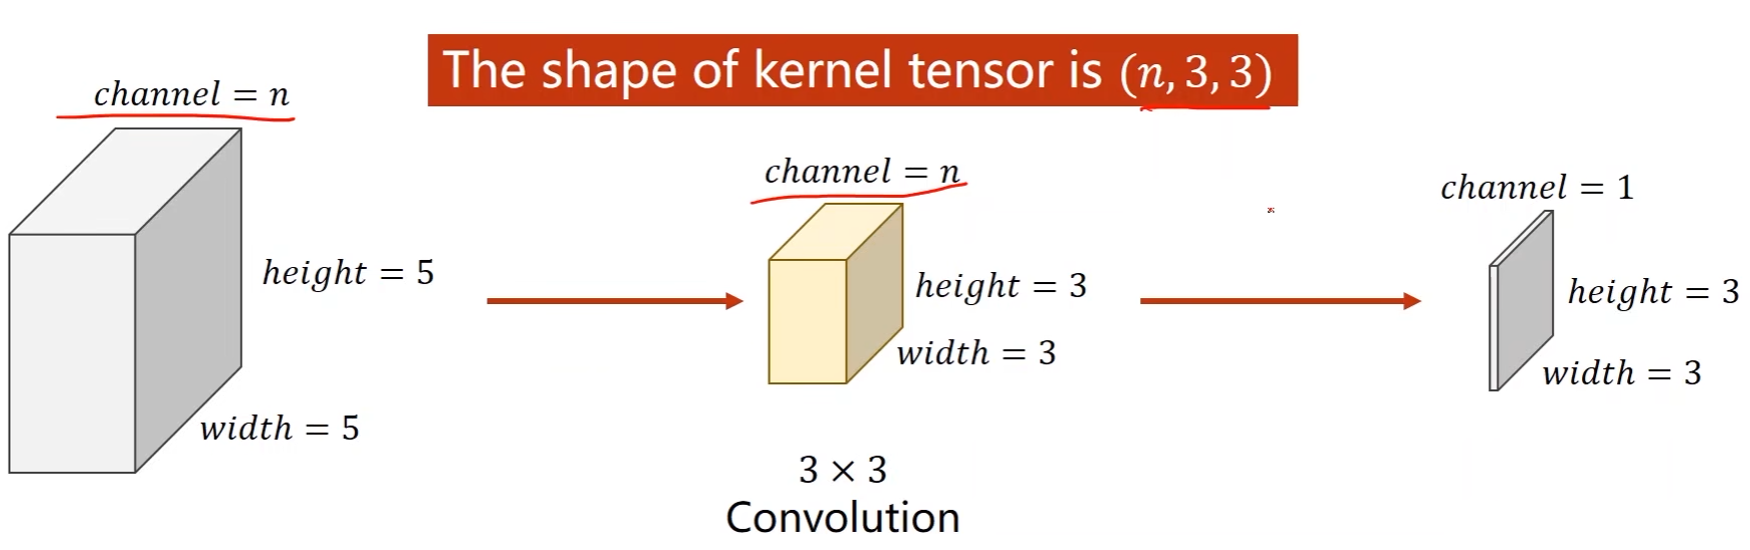 The shape of kernel tensor is (n, 3, 3)
channel = n
height = 5
width = 5
channel = n
height = 3
width = 3
3 × 3
Convolution
channel = 1
height = 3
width = 3